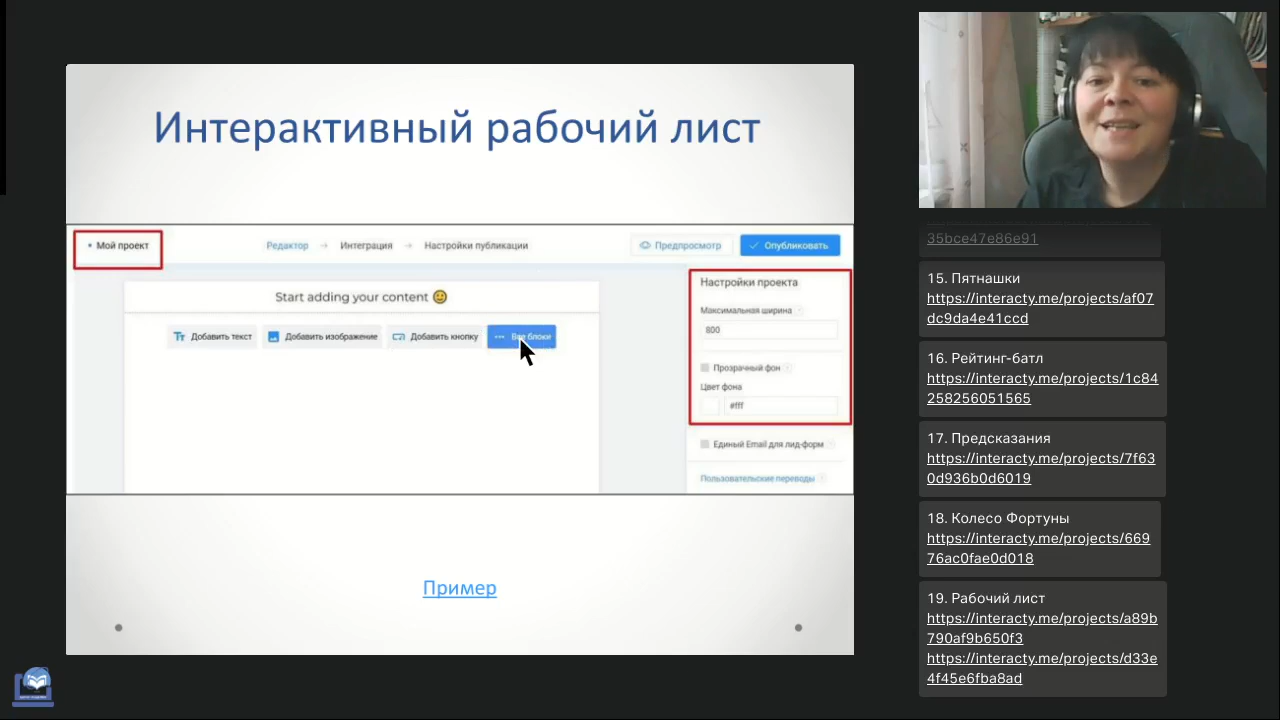 Интерактивный рабочий лист
Мой проект
Редактор → Интеграция → Настройки публикации
Предпросмотр
Опубликовать
Start adding your content 😀
Добавить текст
Добавить изображение
Добавить кнопку
Все блоки
Настройки проекта
Максимальная ширина
800
Прозрачный фон
Цвет фона
#fff
Единый Email для лид-форм
Пользовательские переводы
Пример
35bce47e86e91
15. Пятнашки
https://interacty.me/projects/af07
dc9da4e41ccd
16. Рейтинг-батл
https://interacty.me/projects/1c84
258256051565
17. Предсказания
https://interacty.me/projects/7f63
0d936b0d6019
18. Колесо Фортуны
https://interacty.me/projects/669
76ac0fae0d018
19. Рабочий лист
https://interacty.me/projects/a89b
790af9b650f3
https://interacty.me/projects/d33e
4f45e6fba8ad